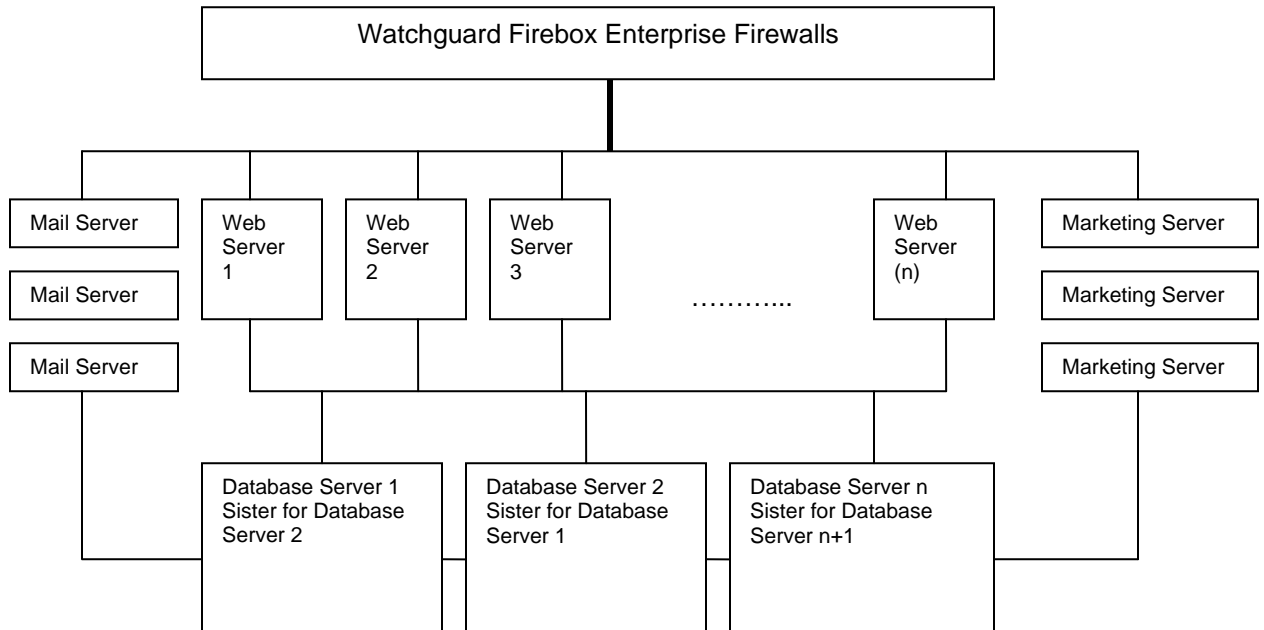 Watchguard Firebox Enterprise Firewalls
Mail Server
Mail Server
Mail Server
Web
Server
1
Web
Server
2
Web
Server
3
………...
Web
Server
(n)
Marketing Server
Marketing Server
Marketing Server
Database Server 1
Sister for Database
Server 2
Database Server 2
Sister for Database
Server 1
Database Server n
Sister for Database
Server n+1